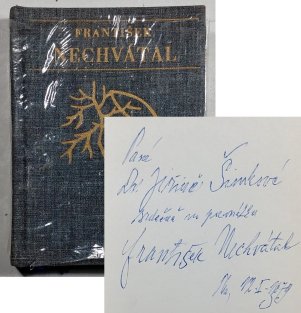 FRANTIŠEK
NECHVÁTAL
Paní
Dr. Jiřině Šimkové
srdečně na památku
František Nechvátal